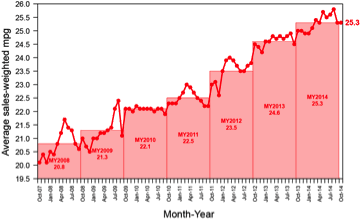 26.0
25.5
25.0
24.5
24.0
23.5
23.0
22.5
22.0
21.5
21.0
20.5
20.0
19.5
Average sales-weighted mpg
MY2008
20.8
MY2009
21.3
MY2010
22.1
MY2011
22.5
MY2012
23.5
MY2013
24.6
MY2014
25.3
25.3
Oct-07
Jan-08
Apr-08
Jul-08
Oct-08
Jan-09
Apr-09
Jul-09
Oct-09
Jan-10
Apr-10
Jul-10
Oct-10
Jan-11
Apr-11
Jul-11
Oct-11
Jan-12
Apr-12
Jul-12
Oct-12
Jan-13
Apr-13
Jul-13
Oct-13
Jan-14
Apr-14
Jul-14
Oct-14
Month-Year